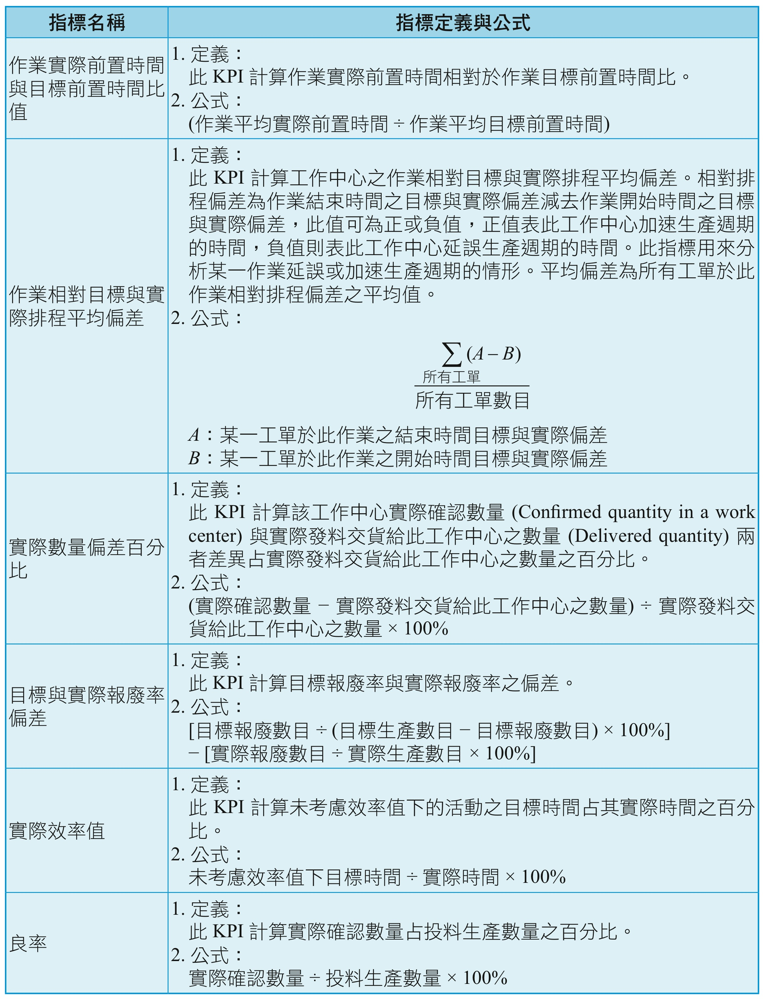 指標名稱
指標定義與公式
作業實際前置時間
與目標前置時間比
值
1. 定義：
此 KPI 計算作業實際前置時間相對於作業目標前置時間比。
2. 公式：
(作業平均實際前置時間 ÷ 作業平均目標前置時間)
作業相對目標與實
際排程平均偏差
1. 定義：
此 KPI 計算工作中心之作業相對目標與實際排程平均偏差。相對排
程偏差為作業結束時間之目標與實際偏差減去作業開始時間之目標
與實際偏差，此值可為正或負值，正值表此工作中心加速生產週期
的時間，負值則表此工作中心延誤生產週期的時間。此指標用來分
析某一作業延誤或加速生產週期的情形。平均偏差為所有工單於此
作業相對排程偏差之平均值。
2. 公式：
∑ (A − B)
所有工單
所有工單數目
A：某一工單於此作業之結束時間目標與實際偏差
B：某一工單於此作業之開始時間目標與實際偏差
實際數量偏差百分
比
1. 定義：
此 KPI 計算該工作中心實際確認數量 (Confirmed quantity in a work
center) 與實際發料交貨給此工作中心之數量 (Delivered quantity) 兩
者差異占實際發料交貨給此工作中心之數量之百分比。
2. 公式：
(實際確認數量 − 實際發料交貨給此工作中心之數量) ÷ 實際發料交
貨給此工作中心之數量 × 100%
目標與實際報廢率
偏差
1. 定義：
此 KPI 計算目標報廢率與實際報廢率之偏差。
2. 公式：
[目標報廢數目 ÷ (目標生產數目 − 目標報廢數目) × 100%]
− [實際報廢數目 ÷ 實際生產數目 × 100%]
實際效率值
1. 定義：
此 KPI 計算未考慮效率值下的活動之目標時間占其實際時間之百分
比。
2. 公式：
未考慮效率值下目標時間 ÷ 實際時間 × 100%
良率
1. 定義：
此 KPI 計算實際確認數量占投料生產數量之百分比。
2. 公式：
實際確認數量 ÷ 投料生產數量 × 100%